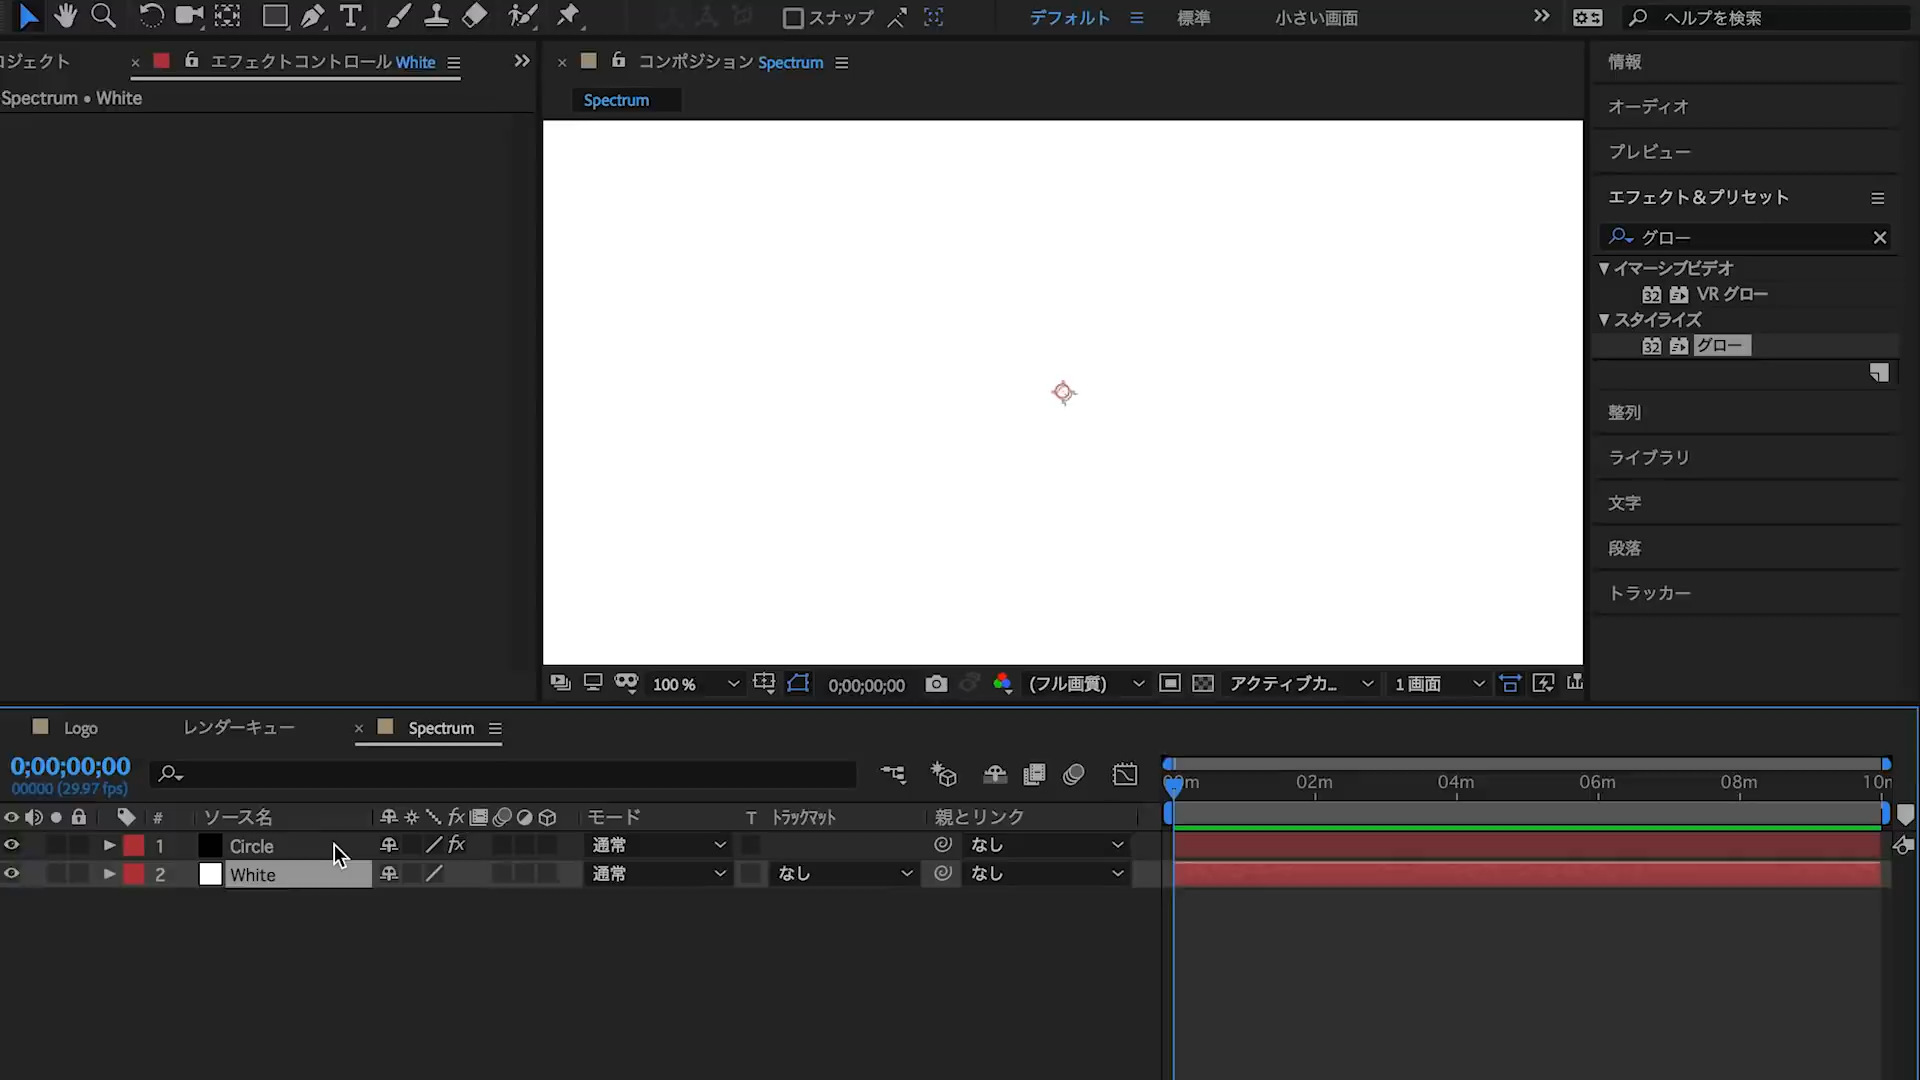 スナップ
デフォルト
標準
小さい画面
ヘルプを検索
ロジェクト
エフェクトコントロール White
コンポジション Spectrum
Spectrum • White
Spectrum
情報
オーディオ
プレビュー
エフェクト＆プリセット
グロー
イマーシブビデオ
32 VR グロー
スタイライズ
32 グロー
整列
ライブラリ
文字
段落
トラッカー
100 %
0;00;00;00
(フル画質)
アクティブカ...
1 画面
Logo
レンダーキュー
Spectrum
0;00;00;00
00000 (29.97 fps)
02m
04m
06m
08m
# ソース名 fx モード T トラックマット 親とリンク
1 Circle fx 通常 なし
2 White 通常 なし なし